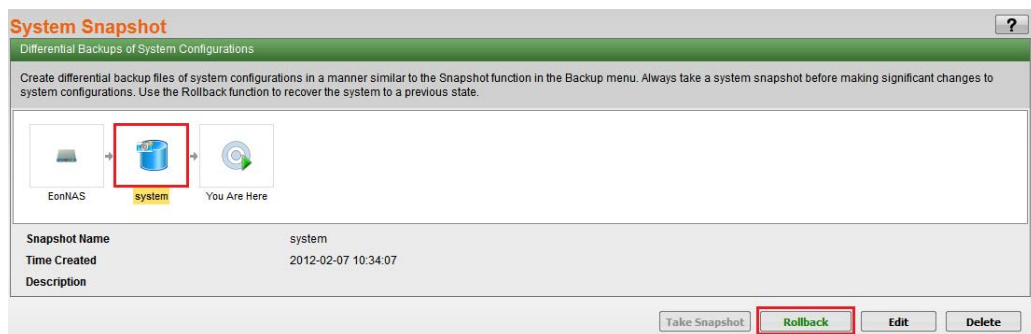 System Snapshot
?
Differential Backups of System Configurations
Create differential backup files of system configurations in a manner similar to the Snapshot function in the Backup menu. Always take a system snapshot before making significant changes to
system configurations. Use the Rollback function to recover the system to a previous state.
EonNAS system You Are Here
Snapshot Name system
Time Created 2012-02-07 10:34:07
Description
Take Snapshot Rollback Edit Delete